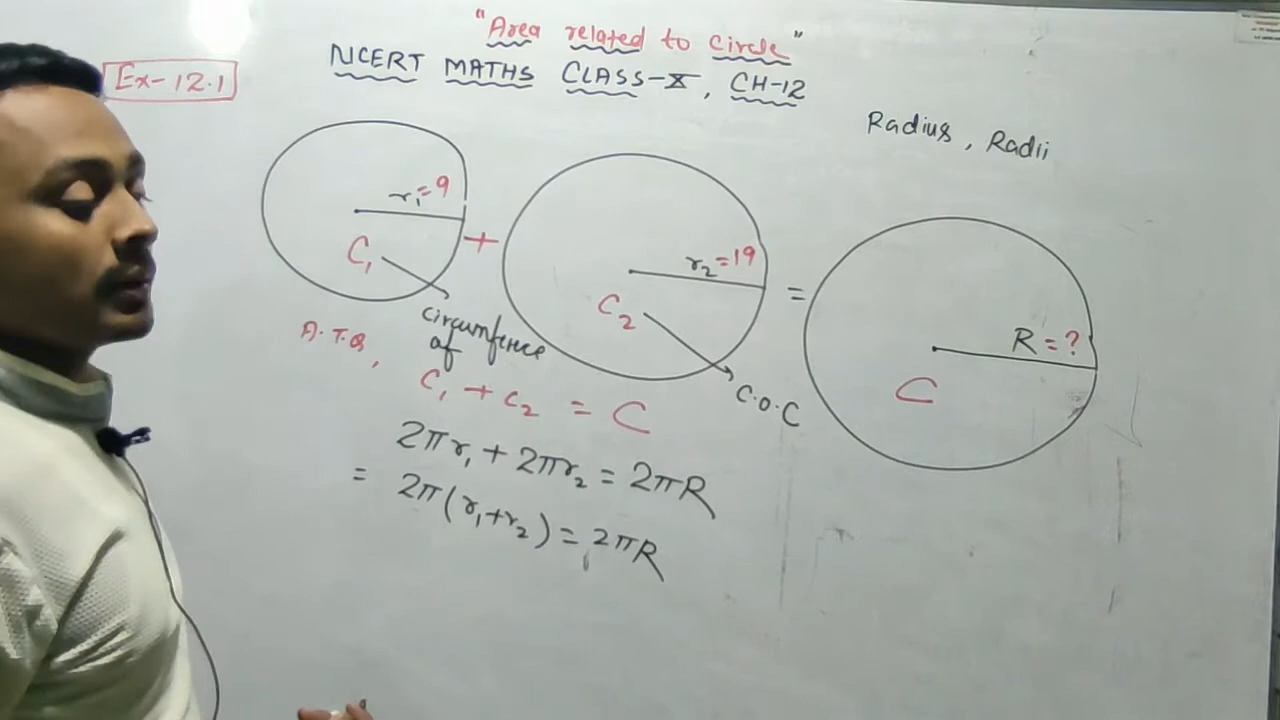 "Area related to Circle"
NCERT MATHS CLASS-X, CH-12
Ex-12.1
Radius, Radii
r₁=9
C₁
+
r₂=19
C₂
=
R=?
C
circumfernce
of
C.O.C
A.T.Q,
C₁ + C₂ = C
2πr₁ + 2πr₂ = 2πR
= 2π(r₁+r₂) = 2πR